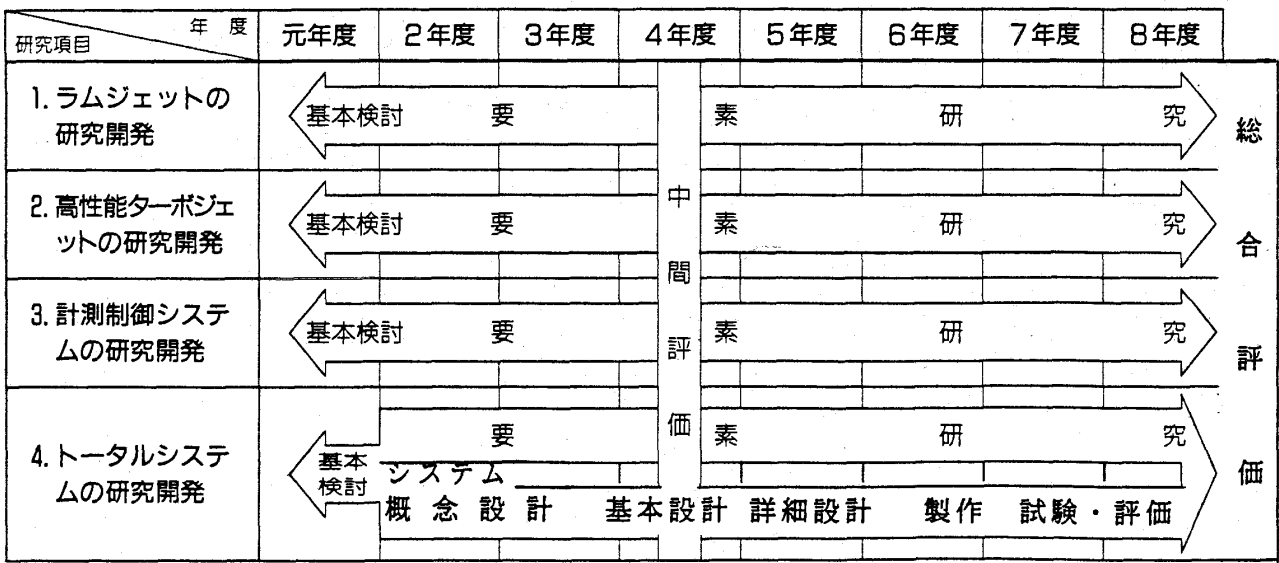 年 度
研究項目
元年度 2年度 3年度 4年度 5年度 6年度 7年度 8年度
1. ラムジェットの
研究開発
基本検討 要 素 研 究
2. 高性能ターボジェ
ットの研究開発
基本検討 要 素 研 究
3. 計測制御システ
ムの研究開発
基本検討 要 素 研 究
4. トータルシステ
ムの研究開発
要 素 研 究
基本
検討
システム
概念設計 基本設計 詳細設計 製作 試験・評価
中間評価
総合評価